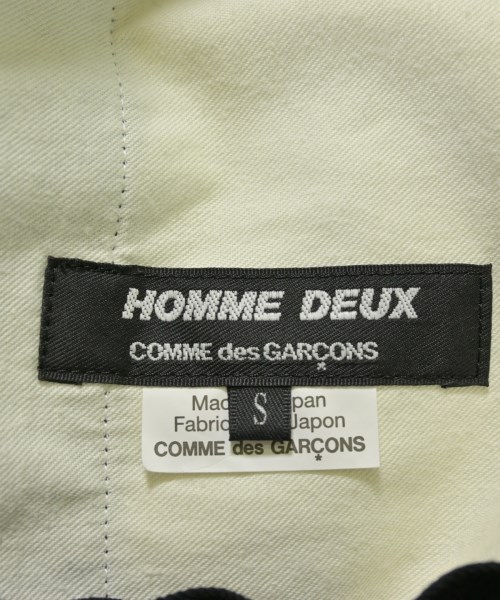 HOMME DEUX
COMME des GARÇONS
S
Mad pan
Fabric Japon
COMME des GARÇONS